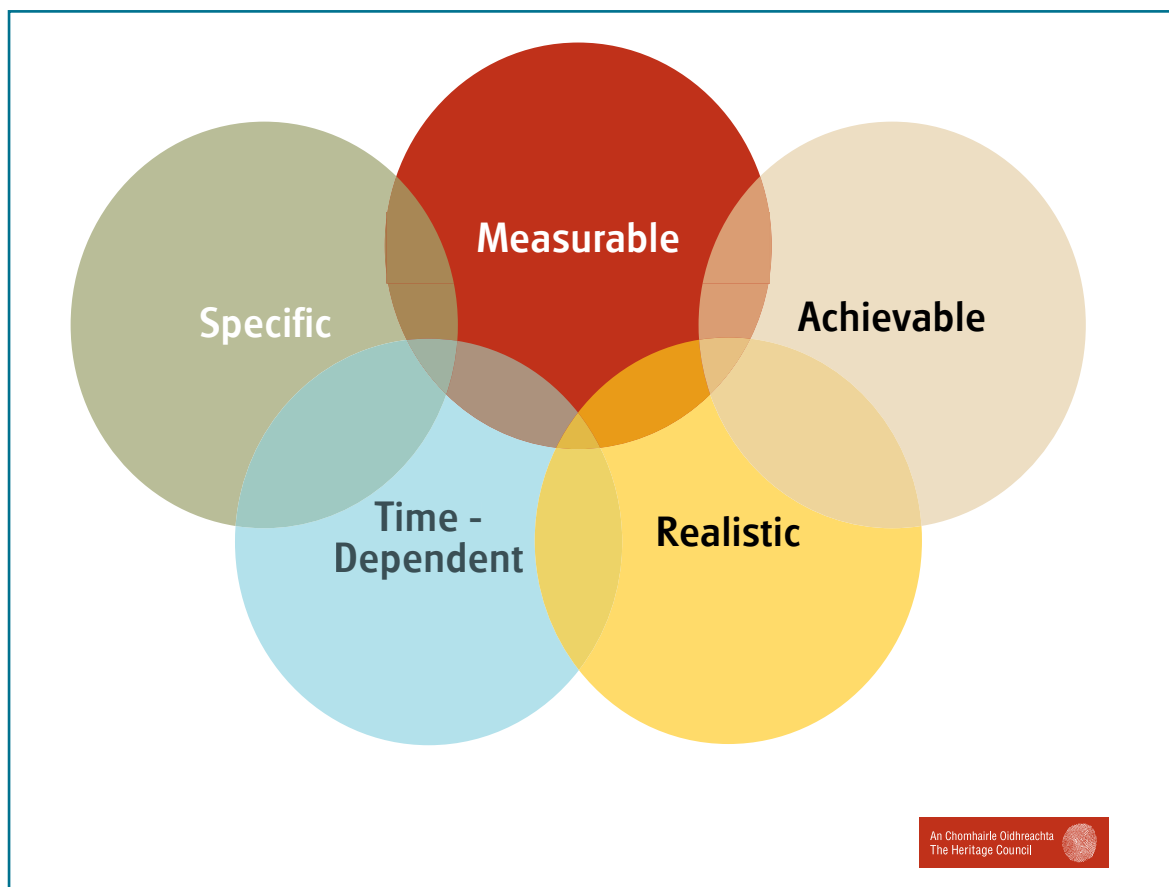 Specific
Measurable
Achievable
Time -
Dependent
Realistic
An Chomhairle Oidhreachta
The Heritage Council